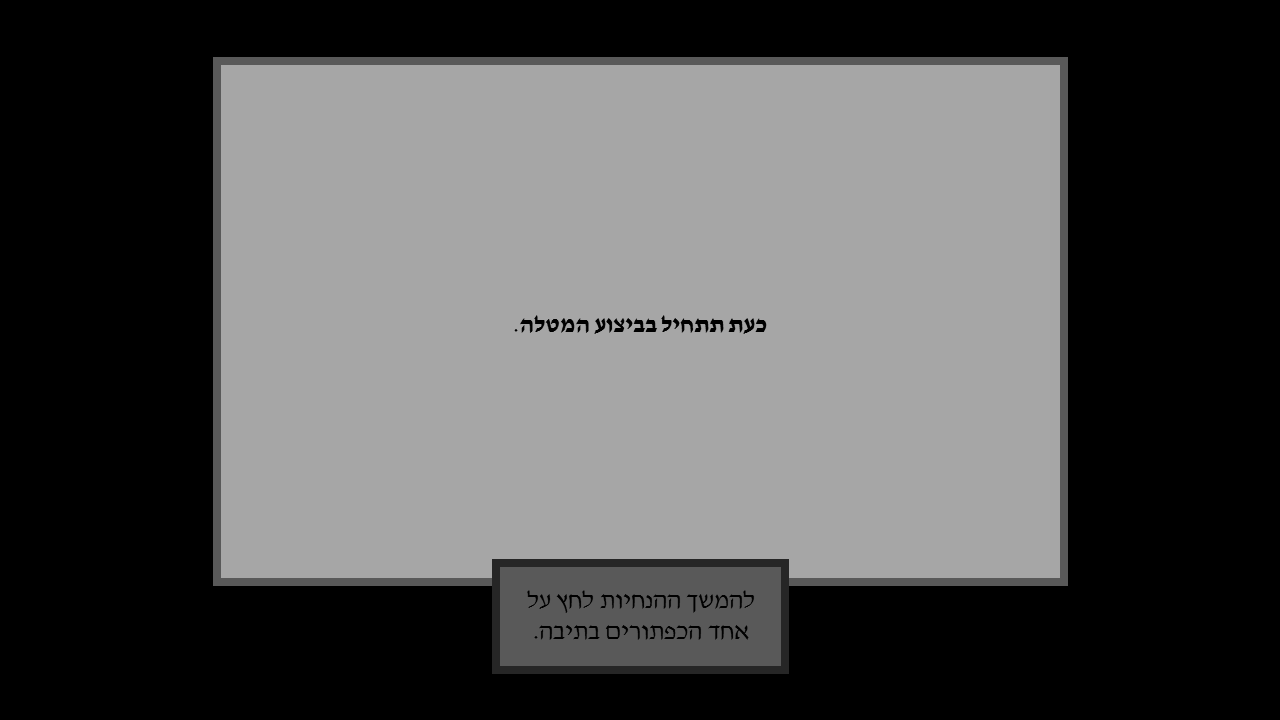 כעת תתחיל בביצוע המטלה.
להמשך ההנחיות לחץ על
אחד הכפתורים בתיבה.